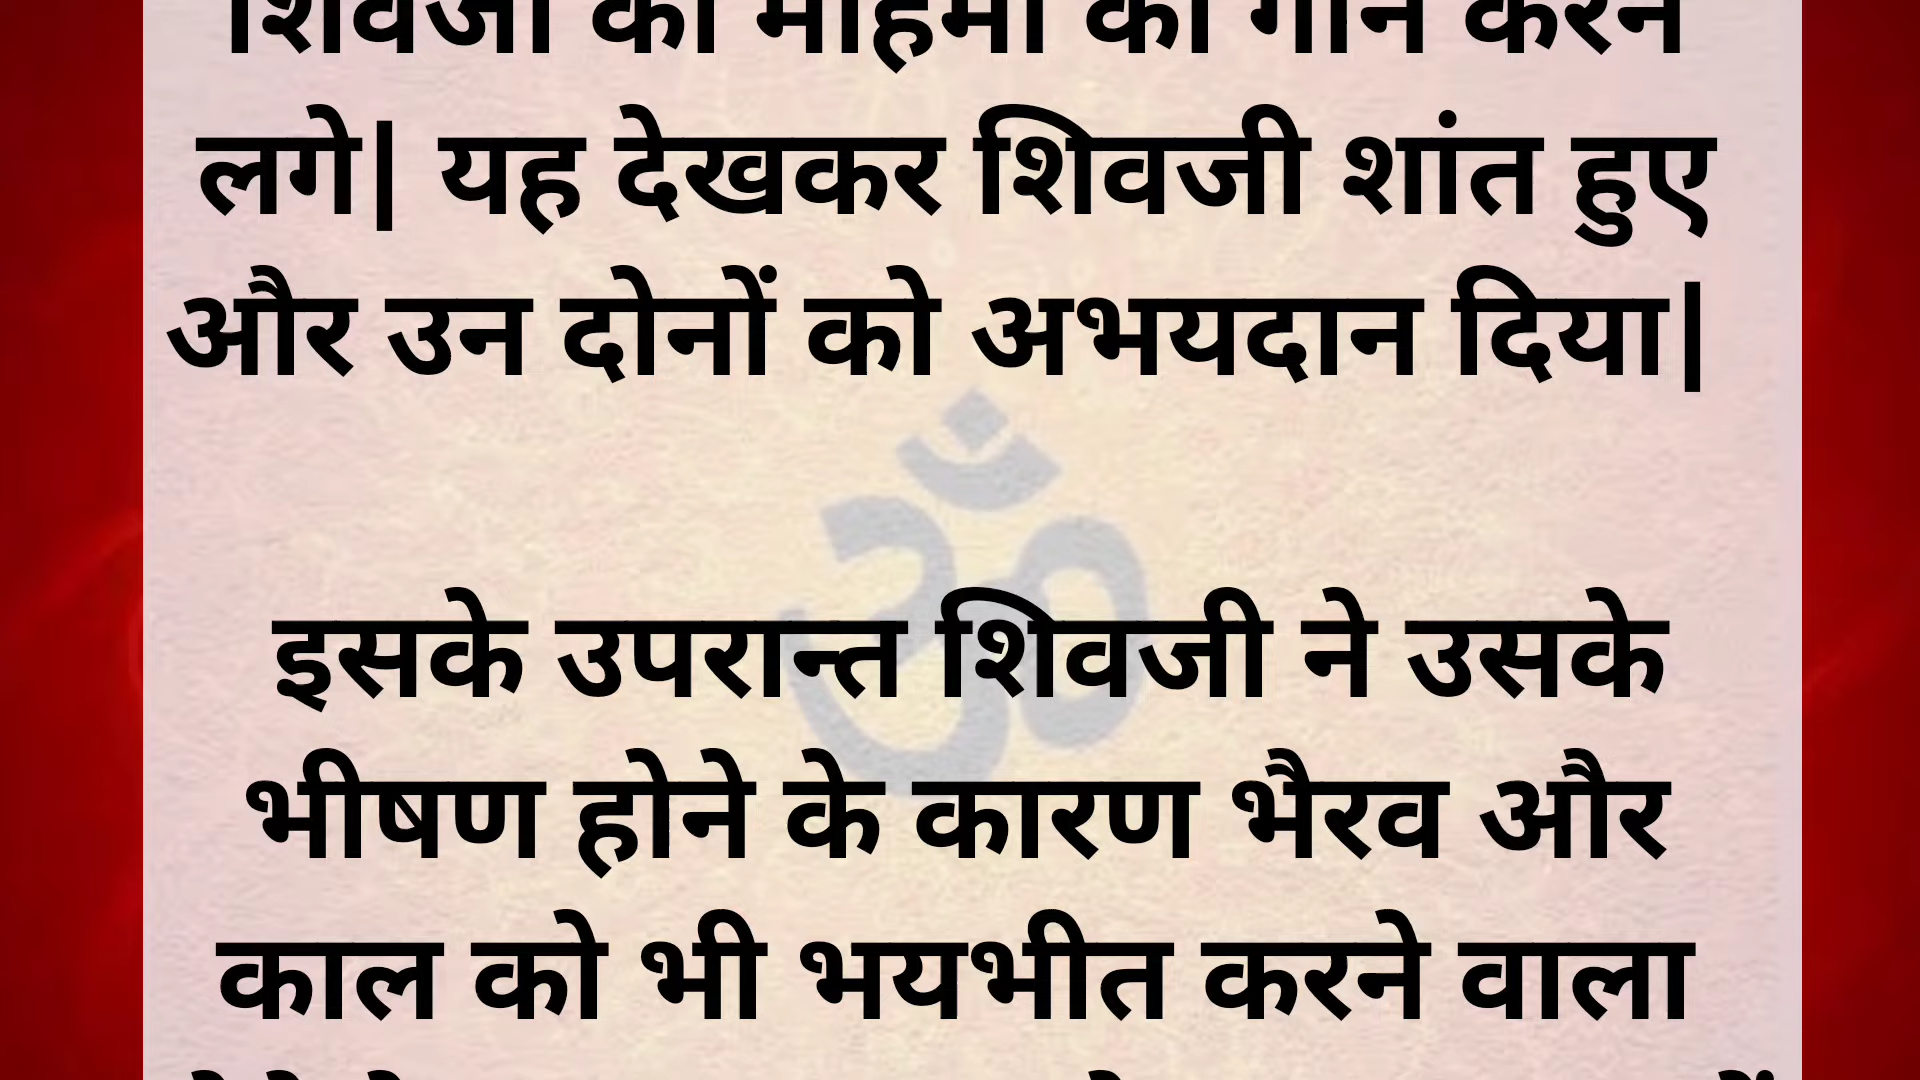 शिवजी की महिमा का गान करने
लगे| यह देखकर शिवजी शांत हुए
और उन दोनों को अभयदान दिया|
इसके उपरान्त शिवजी ने उसके
भीषण होने के कारण भैरव और
काल को भी भयभीत करने वाला